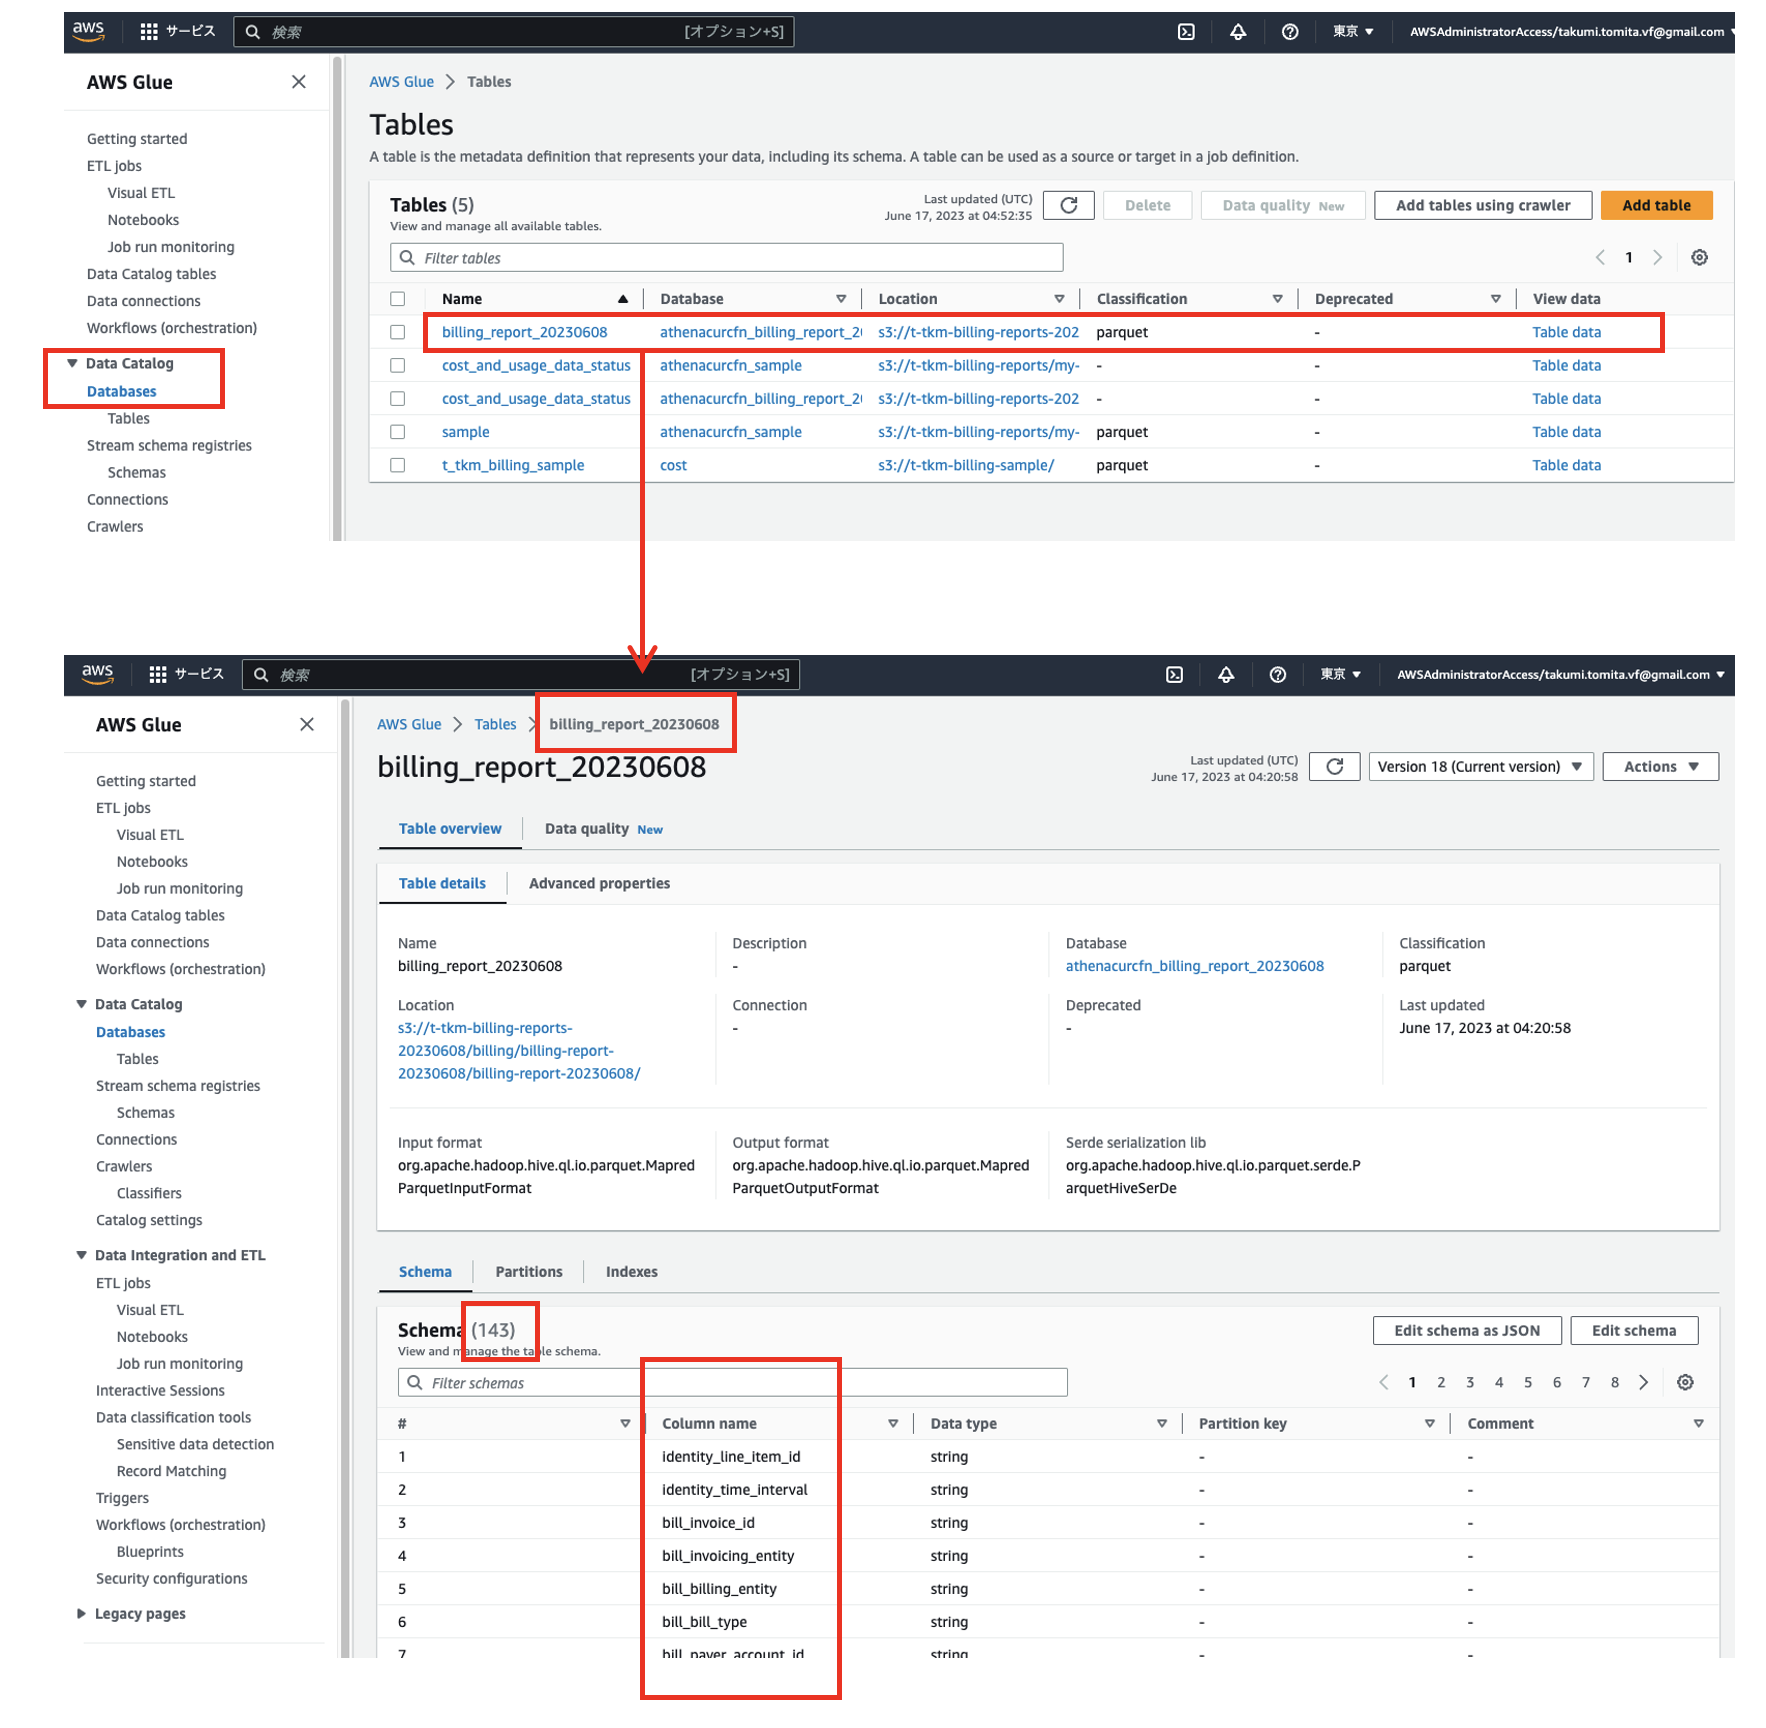 aws サービス 検索 [オプション+S] 東京 ▼ AWSAdministratorAccess/takumi.tomita.vf@gmail.com
AWS Glue
Getting started
ETL jobs
Visual ETL
Notebooks
Job run monitoring
Data Catalog tables
Data connections
Workflows (orchestration)
Data Catalog
Databases
Tables
Stream schema registries
Schemas
Connections
Crawlers
AWS Glue > Tables
Tables
A table is the metadata definition that represents your data, including its schema. A table can be used as a source or target in a job definition.
Tables (5)
View and manage all available tables.
Last updated (UTC)
June 17, 2023 at 04:52:35
Delete Data quality New Add tables using crawler Add table
Filter tables
1
Name Database Location Classification Deprecated View data
billing_report_20230608 athenacurcfn_billing_report_20 s3://t-tkm-billing-reports-202 parquet - Table data
cost_and_usage_data_status athenacurcfn_sample s3://t-tkm-billing-reports/my- - - Table data
cost_and_usage_data_status athenacurcfn_billing_report_20 s3://t-tkm-billing-reports-202 - - Table data
sample athenacurcfn_sample s3://t-tkm-billing-reports/my- parquet - Table data
t_tkm_billing_sample cost s3://t-tkm-billing-sample/ parquet - Table data
aws サービス 検索 [オプション+S] 東京 ▼ AWSAdministratorAccess/takumi.tomita.vf@gmail.com ▼
AWS Glue
Getting started
ETL jobs
Visual ETL
Notebooks
Job run monitoring
Data Catalog tables
Data connections
Workflows (orchestration)
Data Catalog
Databases
Tables
Stream schema registries
Schemas
Connections
Crawlers
Classifiers
Catalog settings
Data Integration and ETL
ETL jobs
Visual ETL
Notebooks
Job run monitoring
Interactive Sessions
Data classification tools
Sensitive data detection
Record Matching
Triggers
Workflows (orchestration)
Blueprints
Security configurations
Legacy pages
AWS Glue > Tables > billing_report_20230608
billing_report_20230608
Last updated (UTC)
June 17, 2023 at 04:20:58
Version 18 (Current version) Actions
Table overview Data quality New
Table details Advanced properties
Name
billing_report_20230608
Description
-
Database
athenacurcfn_billing_report_20230608
Classification
parquet
Location
s3://t-tkm-billing-reports-
20230608/billing/billing-report-
20230608/billing-report-20230608/
Connection
-
Deprecated
-
Last updated
June 17, 2023 at 04:20:58
Input format
org.apache.hadoop.hive.ql.io.parquet.Mapred
ParquetInputFormat
Output format
org.apache.hadoop.hive.ql.io.parquet.Mapred
ParquetOutputFormat
Serde serialization lib
org.apache.hadoop.hive.ql.io.parquet.serde.P
arquetHiveSerDe
Schema Partitions Indexes
Schema (143)
View and manage the table schema.
Edit schema as JSON Edit schema
Filter schemas
1 2 3 4 5 6 7 8
# Column name Data type Partition key Comment
1 identity_line_item_id string - -
2 identity_time_interval string - -
3 bill_invoice_id string - -
4 bill_invoicing_entity string - -
5 bill_billing_entity string - -
6 bill_bill_type string - -
7 bill_payer_account_id string - -